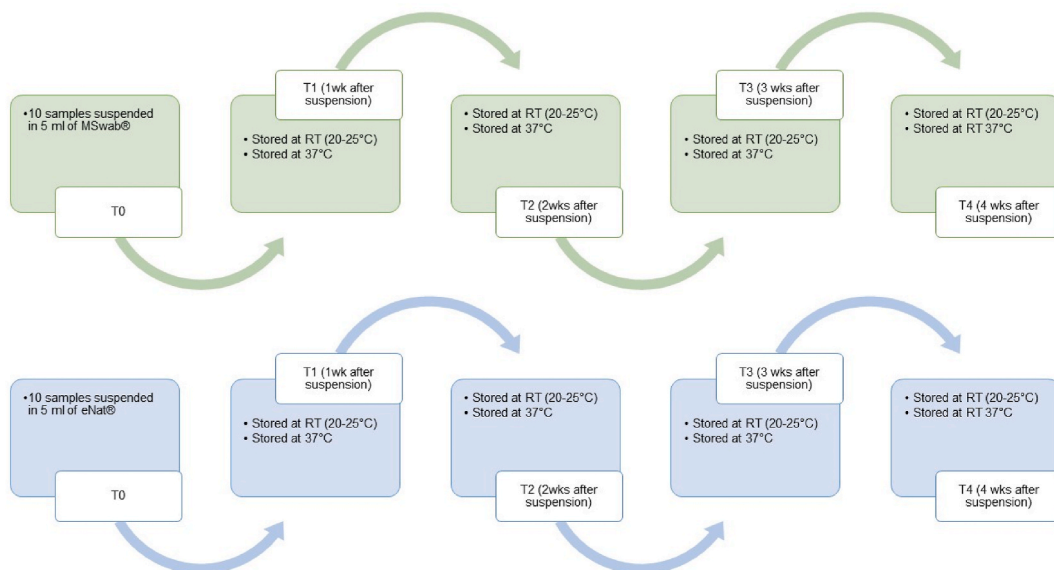 •10 samples suspended
in 5 ml of MSwab®
T0
T1 (1wk after
suspension)
• Stored at RT (20-25°C)
• Stored at 37°C
• Stored at RT (20-25°C)
• Stored at 37°C
T2 (2wks after
suspension)
T3 (3 wks after
suspension)
• Stored at RT (20-25°C)
• Stored at 37°C
• Stored at RT (20-25°C)
• Stored at RT 37°C
T4 (4 wks after
suspension)
•10 samples suspended
in 5 ml of eNat®
T0
T1 (1wk after
suspension)
• Stored at RT (20-25°C)
• Stored at 37°C
• Stored at RT (20-25°C)
• Stored at 37°C
T2 (2wks after
suspension)
T3 (3 wks after
suspension)
• Stored at RT (20-25°C)
• Stored at 37°C
• Stored at RT (20-25°C)
• Stored at RT 37°C
T4 (4 wks after
suspension)